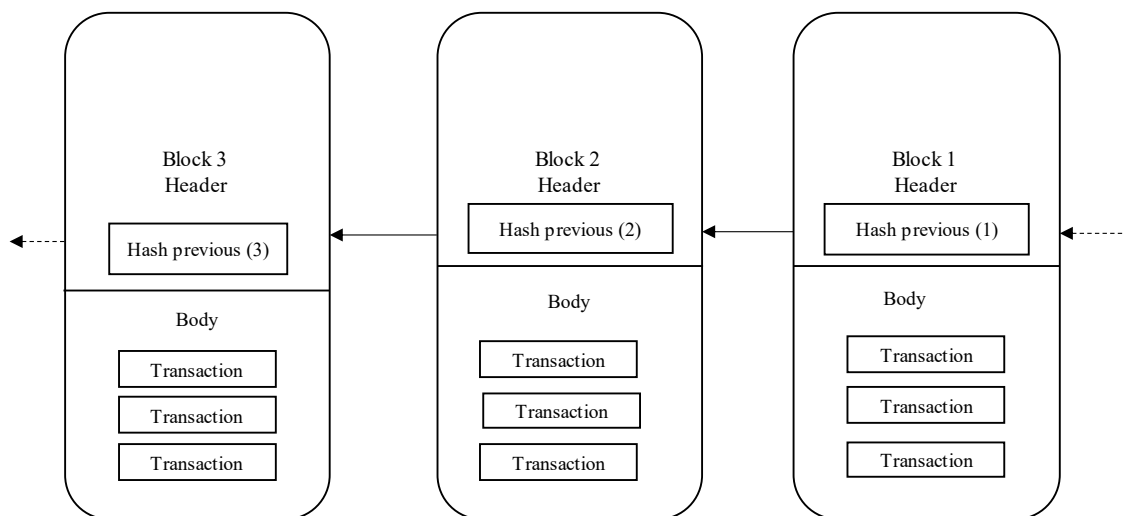 Block 3
Header
Hash previous (3)
Body
Transaction
Transaction
Transaction
Block 2
Header
Hash previous (2)
Body
Transaction
Transaction
Transaction
Block 1
Header
Hash previous (1)
Body
Transaction
Transaction
Transaction